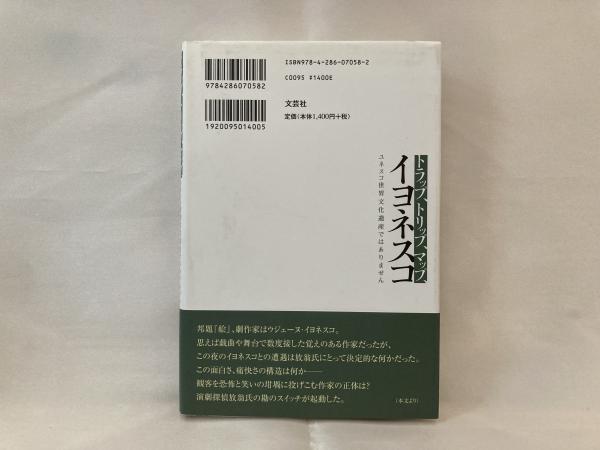 ISBN978-4-286-07058-2
C0095 ¥1400E
9784286070582
文芸社
定価(本体1,400円+税)
1920095014005
トラップ、トリップ、マップ、
イヨネスコ
ユネスコ世界文化遺産ではありません
邦題『絵』、劇作家はウジェーヌ・イヨネスコ。
思えば戯曲や舞台で数度接した覚えのある作家だったが、
この夜のイヨネスコとの遭遇は放翁氏にとって決定的な何かだった。
この面白さ、痛快さの構造は何か――
観客を恐怖と笑いの坩堝に投げこむ作家の正体は?
演劇探偵放翁氏の勘のスイッチが起動した。
(本文より)